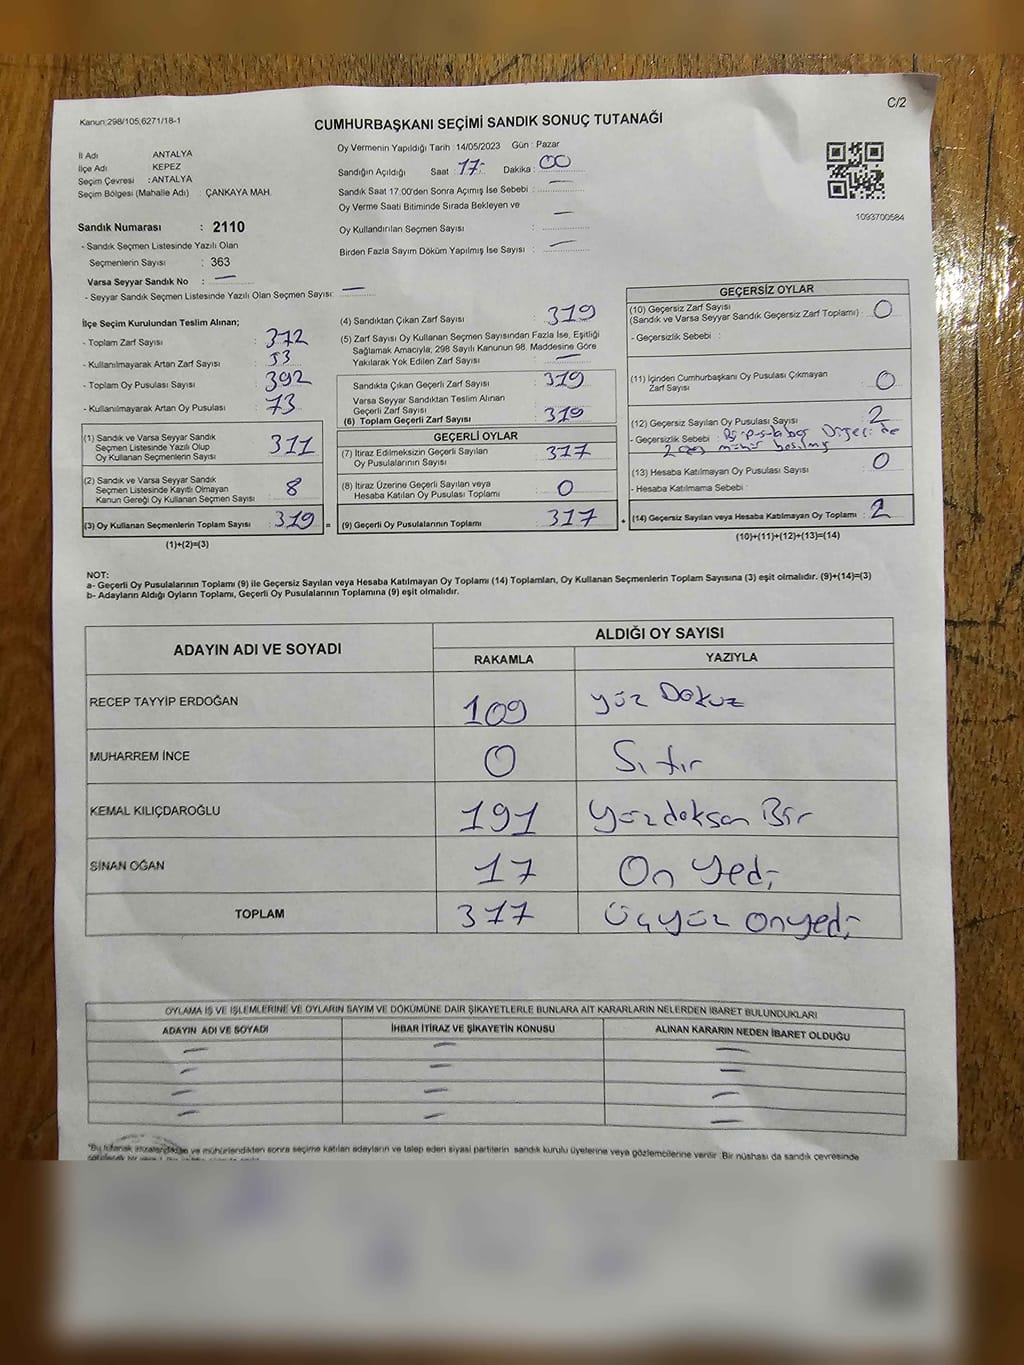 C/2
Kanun:298/105,6271/18-1
CUMHURBAŞKANI SEÇİMİ SANDIK SONUÇ TUTANAĞI
İl Adı ANTALYA
İlçe Adı KEPEZ
Seçim Çevresi : ANTALYA
Seçim Bölgesi (Mahalle Adı) : ÇANKAYA MAH.
Sandık Numarası : 2110
- Sandık Seçmen Listesinde Yazılı Olan
Seçmenlerin Sayısı : 363
Varsa Seyyar Sandık No : —
- Seyyar Sandık Seçmen Listesinde Yazılı Olan Seçmen Sayısı: —
Oy Vermenin Yapıldığı Tarih : 14/05/2023 Gün : Pazar
Sandığın Açıldığı Saat : 17: Dakika : 00
Sandık Saat 17:00'den Sonra Açımış İse Sebebi : —
Oy Verme Saati Bitiminde Sırada Bekleyen ve
Oy Kullandırılan Seçmen Sayısı : —
Birden Fazla Sayım Döküm Yapılmış İse Sayısı : —
1093700584
İlçe Seçim Kurulundan Teslim Alınan;
- Toplam Zarf Sayısı : 372
- Kullanılmayarak Artan Zarf Sayısı : 53
- Toplam Oy Pusulası Sayısı : 392
- Kullanılmayarak Artan Oy Pusulası : 73
(1) Sandık ve Varsa Seyyar Sandık
Seçmen Listesinde Yazılı Olup
Oy Kullanan Seçmenlerin Sayısı : 311
(2) Sandık ve Varsa Seyyar Sandık
Seçmen Listesinde Kayıtlı Olmayan
Kanun Gereği Oy Kullanan Seçmen Sayısı : 8
(3) Oy Kullanan Seçmenlerin Toplam Sayısı : 319 =
(1)+(2)=(3)
(4) Sandıktan Çıkan Zarf Sayısı : 319
(5) Zarf Sayısı Oy Kullanan Seçmen Sayısından Fazla İse, Eşitliği
Sağlamak Amacıyla, 298 Sayılı Kanunun 98. Maddesine Göre
Yakılarak Yok Edilen Zarf Sayısı : —
Sandıkta Çıkan Geçerli Zarf Sayısı : 319
Varsa Seyyar Sandıktan Teslim Alınan
Geçerli Zarf Sayısı :
(6) Toplam Geçerli Zarf Sayısı : 319
GEÇERLİ OYLAR
(7) İtiraz Edilmeksizin Geçerli Sayılan
Oy Pusulalarının Sayısı : 317
(8) İtiraz Üzerine Geçerli Sayılan veya
Hesaba Katılan Oy Pusulası Toplamı : 0
(9) Geçerli Oy Pusulalarının Toplamı : 317 +
GEÇERSİZ OYLAR
(10) Geçersiz Zarf Sayısı
(Sandık ve Varsa Seyyar Sandık Geçersiz Zarf Toplamı) : 0
- Geçersizlik Sebebi :
(11) İçinden Cumhurbaşkanı Oy Pusulası Çıkmayan
Zarf Sayısı : 0
(12) Geçersiz Sayılan Oy Pusulası Sayısı : 2
- Geçersizlik Sebebi : Bir pusula boş Diğeri de
mühür basılmış
(13) Hesaba Katılmayan Oy Pusulası Sayısı : 0
- Hesaba Katılmama Sebebi :
(14) Geçersiz Sayılan veya Hesaba Katılmayan Oy Toplamı : 2
(10)+(11)+(12)+(13)=(14)
NOT:
a- Geçerli Oy Pusulalarının Toplamı (9) ile Geçersiz Sayılan veya Hesaba Katılmayan Oy Toplamı (14) Toplamları, Oy Kullanan Seçmenlerin Toplam Sayısına (3) eşit olmalıdır. (9)+(14)=(3)
b- Adayların Aldığı Oyların Toplamı, Geçerli Oy Pusulalarının Toplamına (9) eşit olmalıdır.
ADAYIN ADI VE SOYADI
ALDIĞI OY SAYISI
RAKAMLA YAZIYLA
RECEP TAYYİP ERDOĞAN 109 yüz Dokuz
MUHARREM İNCE 0 Sıfır
KEMAL KILIÇDAROĞLU 191 yüzdoksan Bir
SİNAN OĞAN 17 On Yedi
TOPLAM 317 Üçyüz onyedi
OYLAMA İŞ VE İŞLEMLERİNE VE OYLARIN SAYIM VE DÖKÜMÜNE DAİR ŞİKAYETLERLE BUNLARA AİT KARARLARIN NELERDEN İBARET BULUNDUKLARI
ADAYIN ADI VE SOYADI İHBAR İTİRAZ VE ŞİKAYETİN KONUSU ALINAN KARARIN NEDEN İBARET OLDUĞU
— — —
— — —
— — —
— — —
"Bu tutanak imzalandıktan ve mühürlendikten sonra seçime katılan adayların ve talep eden siyasi partilerin sandık kurulu üyelerine veya gözlemcilerine verilir. Bir nüshası da sandık çevresinde